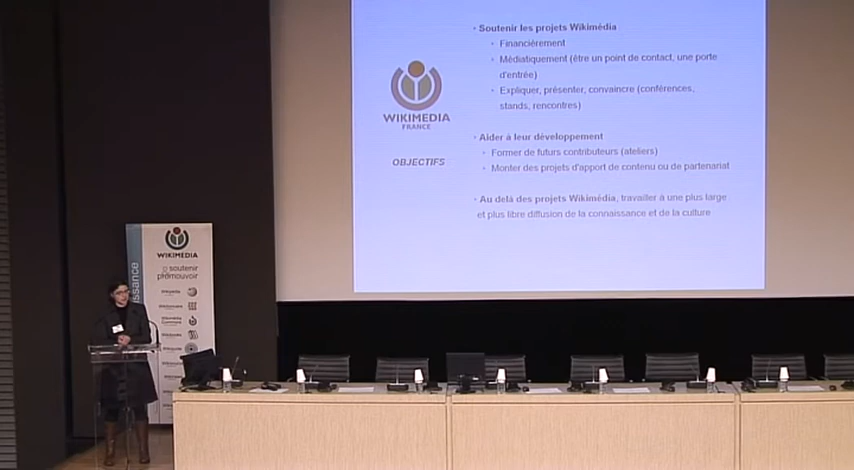 Soutenir les projets Wikimédia
Financièrement
Médiatiquement (être un point de contact, une porte
d'entrée)
Expliquer, présenter, convaincre (conférences,
stands, rencontres)
WIKIMEDIA
FRANCE
OBJECTIFS
Aider à leur développement
Former de futurs contributeurs (ateliers)
Monter des projets d'apport de contenu ou de partenariat
Au delà des projets Wikimédia, travailler à une plus large
et plus libre diffusion de la connaissance et de la culture
WIKIMEDIA
soutenir
promouvoir